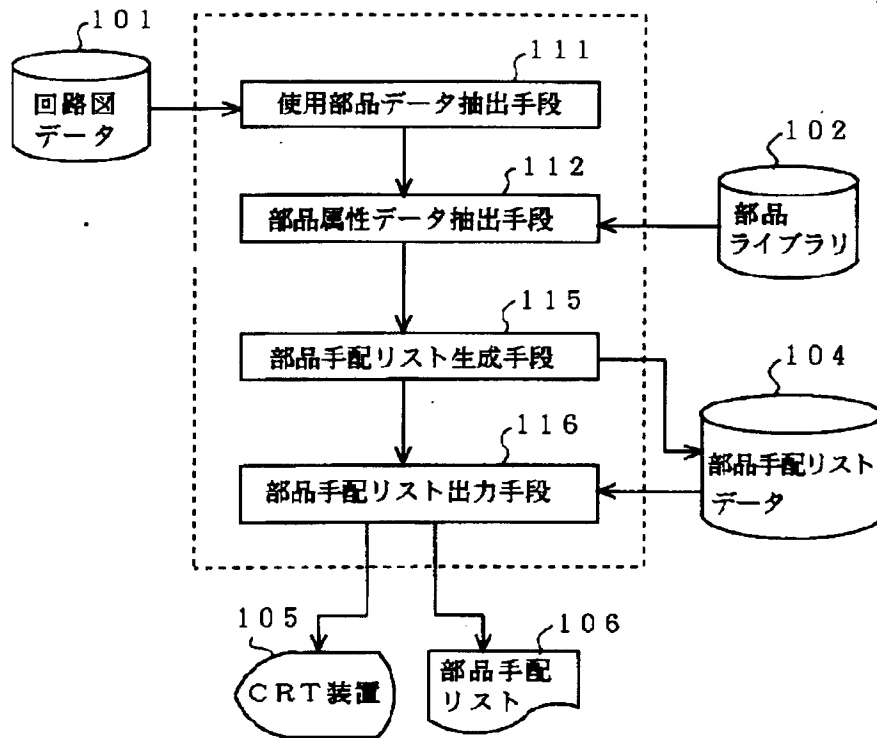 101
回路図
データ
111
使用部品データ抽出手段
112
部品属性データ抽出手段
102
部品
ライブラリ
115
部品手配リスト生成手段
104
部品手配リスト
データ
116
部品手配リスト出力手段
105
CRT装置
106
部品手配
リスト